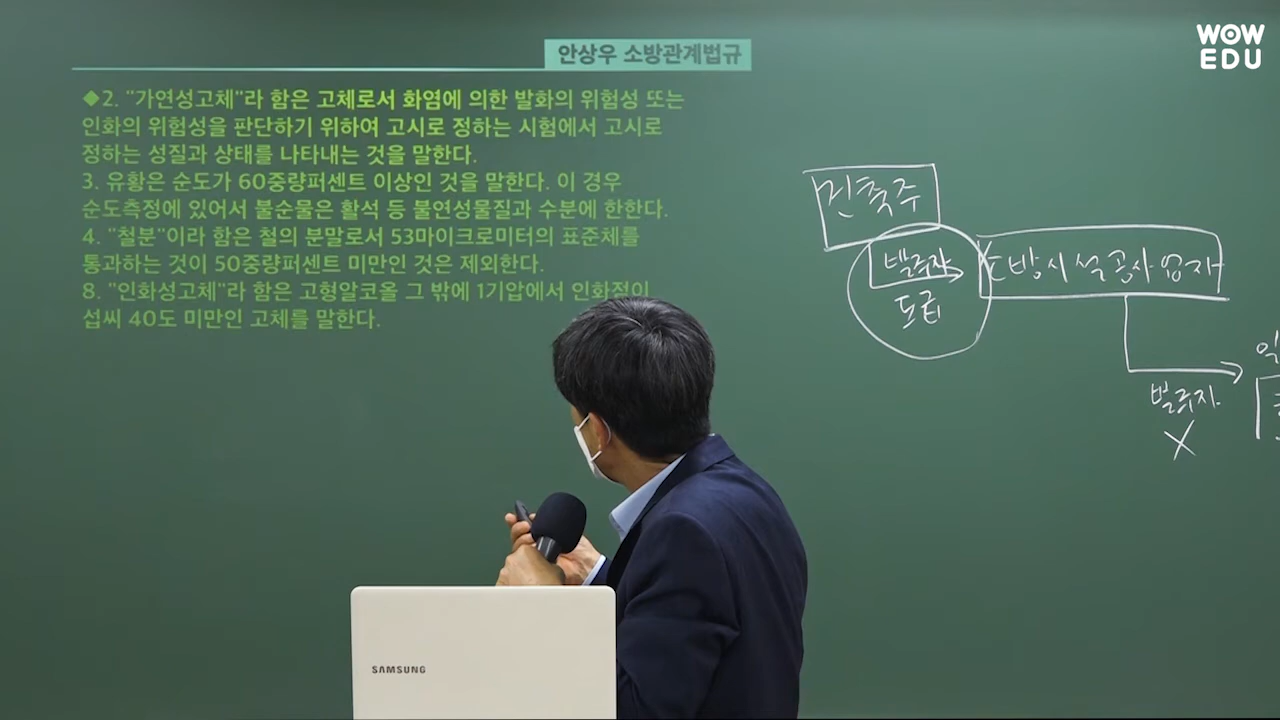 WOW
EDU
안상우 소방관계법규
◆2. "가연성고체"라 함은 고체로서 화염에 의한 발화의 위험성 또는
인화의 위험성을 판단하기 위하여 고시로 정하는 시험에서 고시로
정하는 성질과 상태를 나타내는 것을 말한다.
3. 유황은 순도가 60중량퍼센트 이상인 것을 말한다. 이 경우
순도측정에 있어서 불순물은 활석 등 불연성물질과 수분에 한한다.
4. "철분"이라 함은 철의 분말로서 53마이크로미터의 표준체를
통과하는 것이 50중량퍼센트 미만인 것은 제외한다.
8. "인화성고체"라 함은 고형알코올 그 밖에 1기압에서 인화점이
섭씨 40도 미만인 고체를 말한다.
건축주
발주자
도급
소방시설공사업자
발주자
X
SAMSUNG